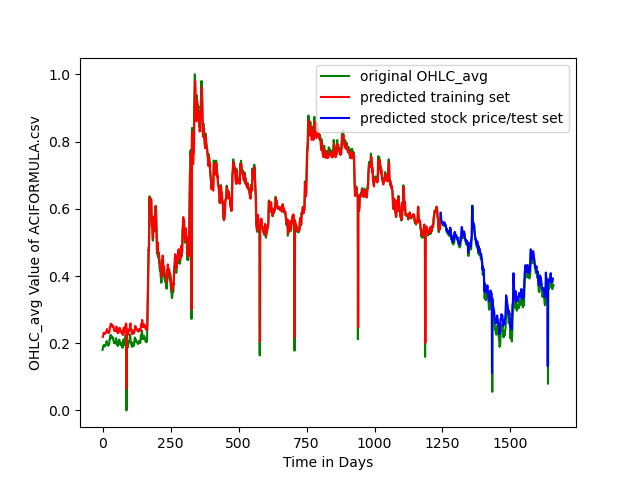 original OHLC_avg
predicted training set
predicted stock price/test set
OHLC_avg Value of ACIFORMULA.csv
1.0
0.8
0.6
0.4
0.2
0.0
0 250 500 750 1000 1250 1500
Time in Days